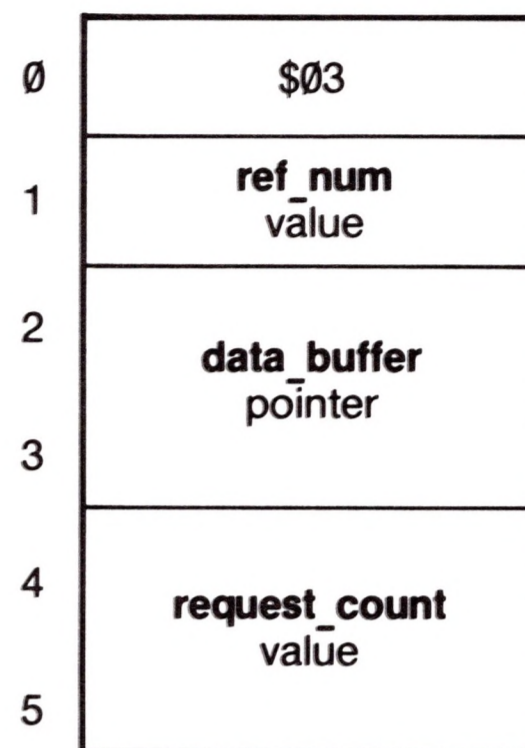 Ø $Ø3
1 ref_num
value
2 data_buffer
pointer
3
4 request_count
value
5